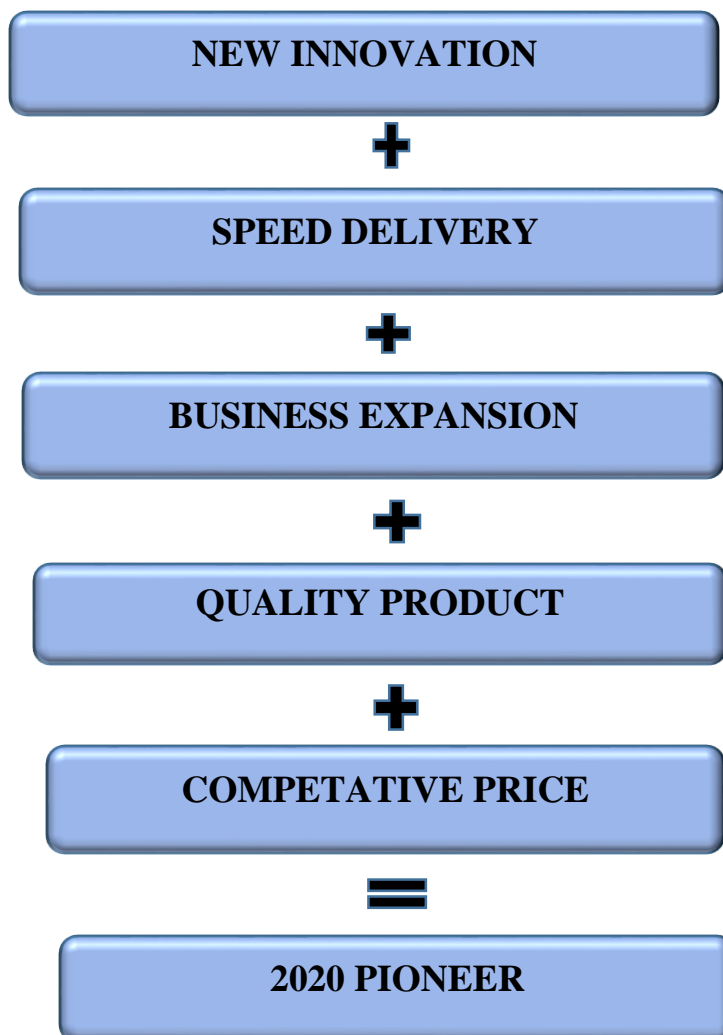 NEW INNOVATION
+
SPEED DELIVERY
+
BUSINESS EXPANSION
+
QUALITY PRODUCT
+
COMPETATIVE PRICE
=
2020 PIONEER